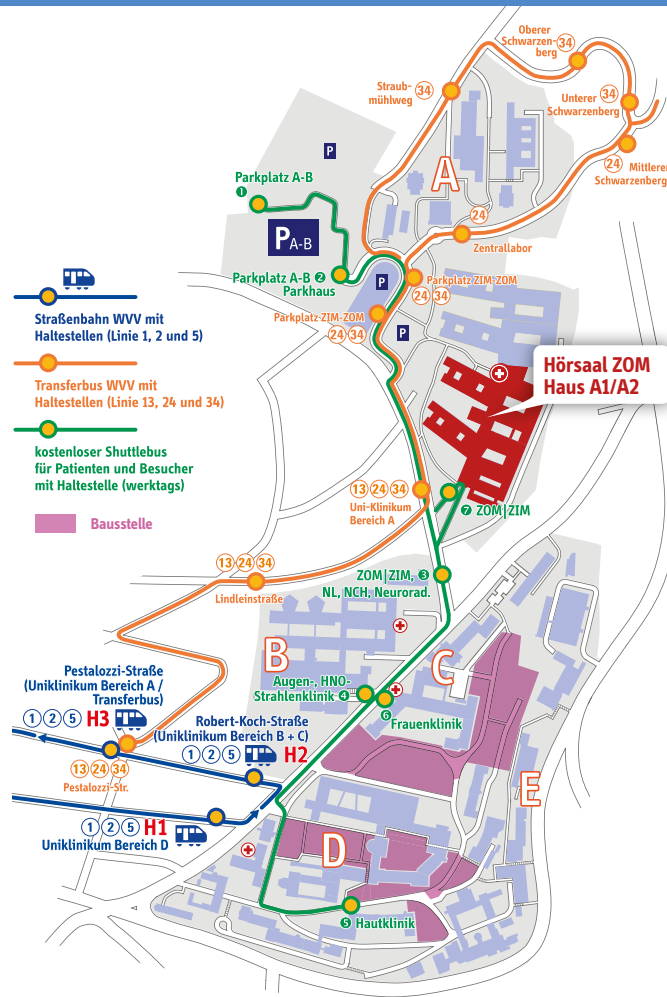 Oberer
Schwarzen-
berg
34
Straub-
mühlweg
34
Unterer
Schwarzenberg
34
24
Mittlerer
Schwarzenberg
P
Parkplatz A-B
1
A
24
Zentrallabor
P A-B
Parkplatz A-B 2
Parkhaus
P
Parkplatz ZIM-ZOM
24 34
Parkplatz ZIM-ZOM
24 34
P
Straßenbahn WVV mit
Haltestellen (Linie 1, 2 und 5)
Transferbus WVV mit
Haltestellen (Linie 13, 24 und 34)
kostenloser Shuttlebus
für Patienten und Besucher
mit Haltestelle (werktags)
Bausstelle
Hörsaal ZOM
Haus A1/A2
13 24 34
Uni-Klinikum
Bereich A
7 ZOM|ZIM
13 24 34
Lindleinstraße
ZOM|ZIM, 3
NL, NCH, Neurorad.
B
C
Augen-, HNO-
Strahlenklinik 4
6
Frauenklinik
Pestalozzi-Straße
(Uniklinikum Bereich A /
Transferbus)
1 2 5 H3
Robert-Koch-Straße
(Uniklinikum Bereich B + C)
1 2 5 H2
13 24 34
Pestalozzi-Str.
E
1 2 5 H1
Uniklinikum Bereich D
D
5 Hautklinik